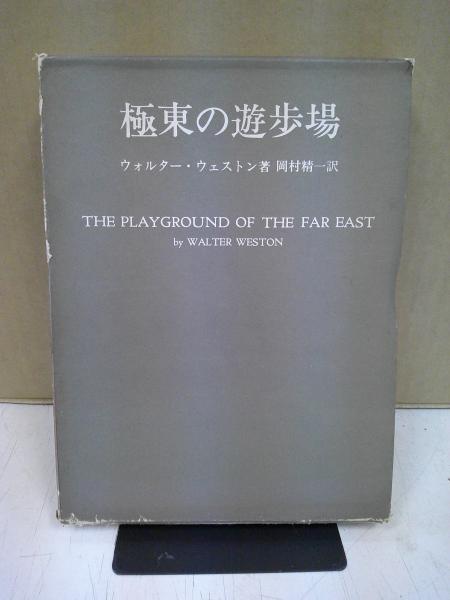 極東の遊歩場
ウォルター・ウェストン著 岡村精一訳
THE PLAYGROUND OF THE FAR EAST
by WALTER WESTON